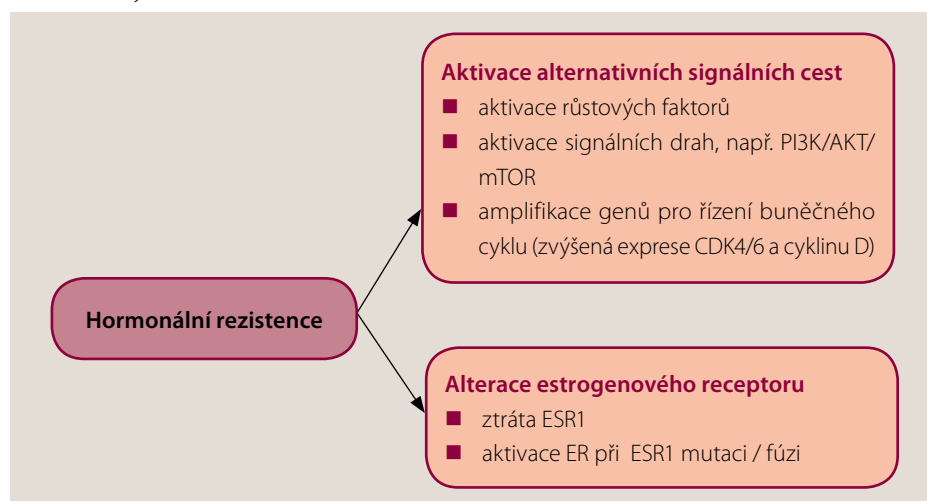 Aktivace alternativních signálních cest
■ aktivace růstových faktorů
■ aktivace signálních drah, např. PI3K/AKT/
mTOR
■ amplifikace genů pro řízení buněčného
cyklu (zvýšená exprese CDK4/6 a cyklinu D)
Hormonální rezistence
Alterace estrogenového receptoru
■ ztráta ESR1
■ aktivace ER při ESR1 mutaci / fúzi